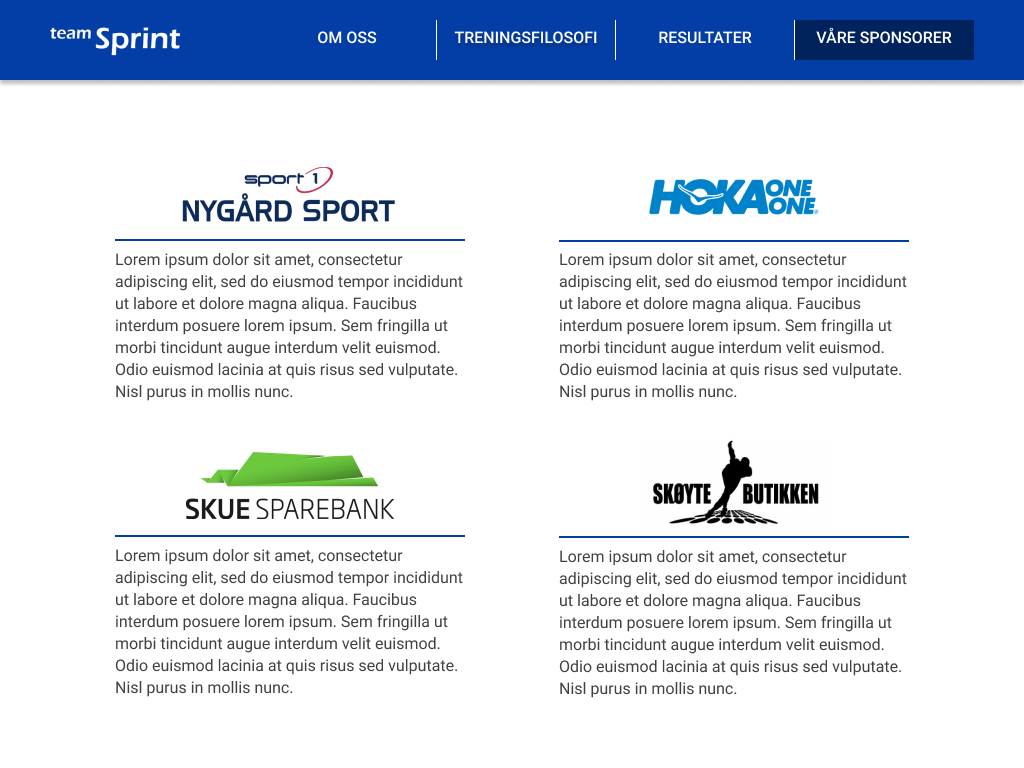 team Sprint
OM OSS
TRENINGSFILOSOFI
RESULTATER
VÅRE SPONSORER
sport 1
NYGÅRD SPORT
Lorem ipsum dolor sit amet, consectetur
adipiscing elit, sed do eiusmod tempor incididunt
ut labore et dolore magna aliqua. Faucibus
interdum posuere lorem ipsum. Sem fringilla ut
morbi tincidunt augue interdum velit euismod.
Odio euismod lacinia at quis risus sed vulputate.
Nisl purus in mollis nunc.
HOKA ONE ONE
Lorem ipsum dolor sit amet, consectetur
adipiscing elit, sed do eiusmod tempor incididunt
ut labore et dolore magna aliqua. Faucibus
interdum posuere lorem ipsum. Sem fringilla ut
morbi tincidunt augue interdum velit euismod.
Odio euismod lacinia at quis risus sed vulputate.
Nisl purus in mollis nunc.
SKUE SPAREBANK
Lorem ipsum dolor sit amet, consectetur
adipiscing elit, sed do eiusmod tempor incididunt
ut labore et dolore magna aliqua. Faucibus
interdum posuere lorem ipsum. Sem fringilla ut
morbi tincidunt augue interdum velit euismod.
Odio euismod lacinia at quis risus sed vulputate.
Nisl purus in mollis nunc.
SKØYTE BUTIKKEN
Lorem ipsum dolor sit amet, consectetur
adipiscing elit, sed do eiusmod tempor incididunt
ut labore et dolore magna aliqua. Faucibus
interdum posuere lorem ipsum. Sem fringilla ut
morbi tincidunt augue interdum velit euismod.
Odio euismod lacinia at quis risus sed vulputate.
Nisl purus in mollis nunc.